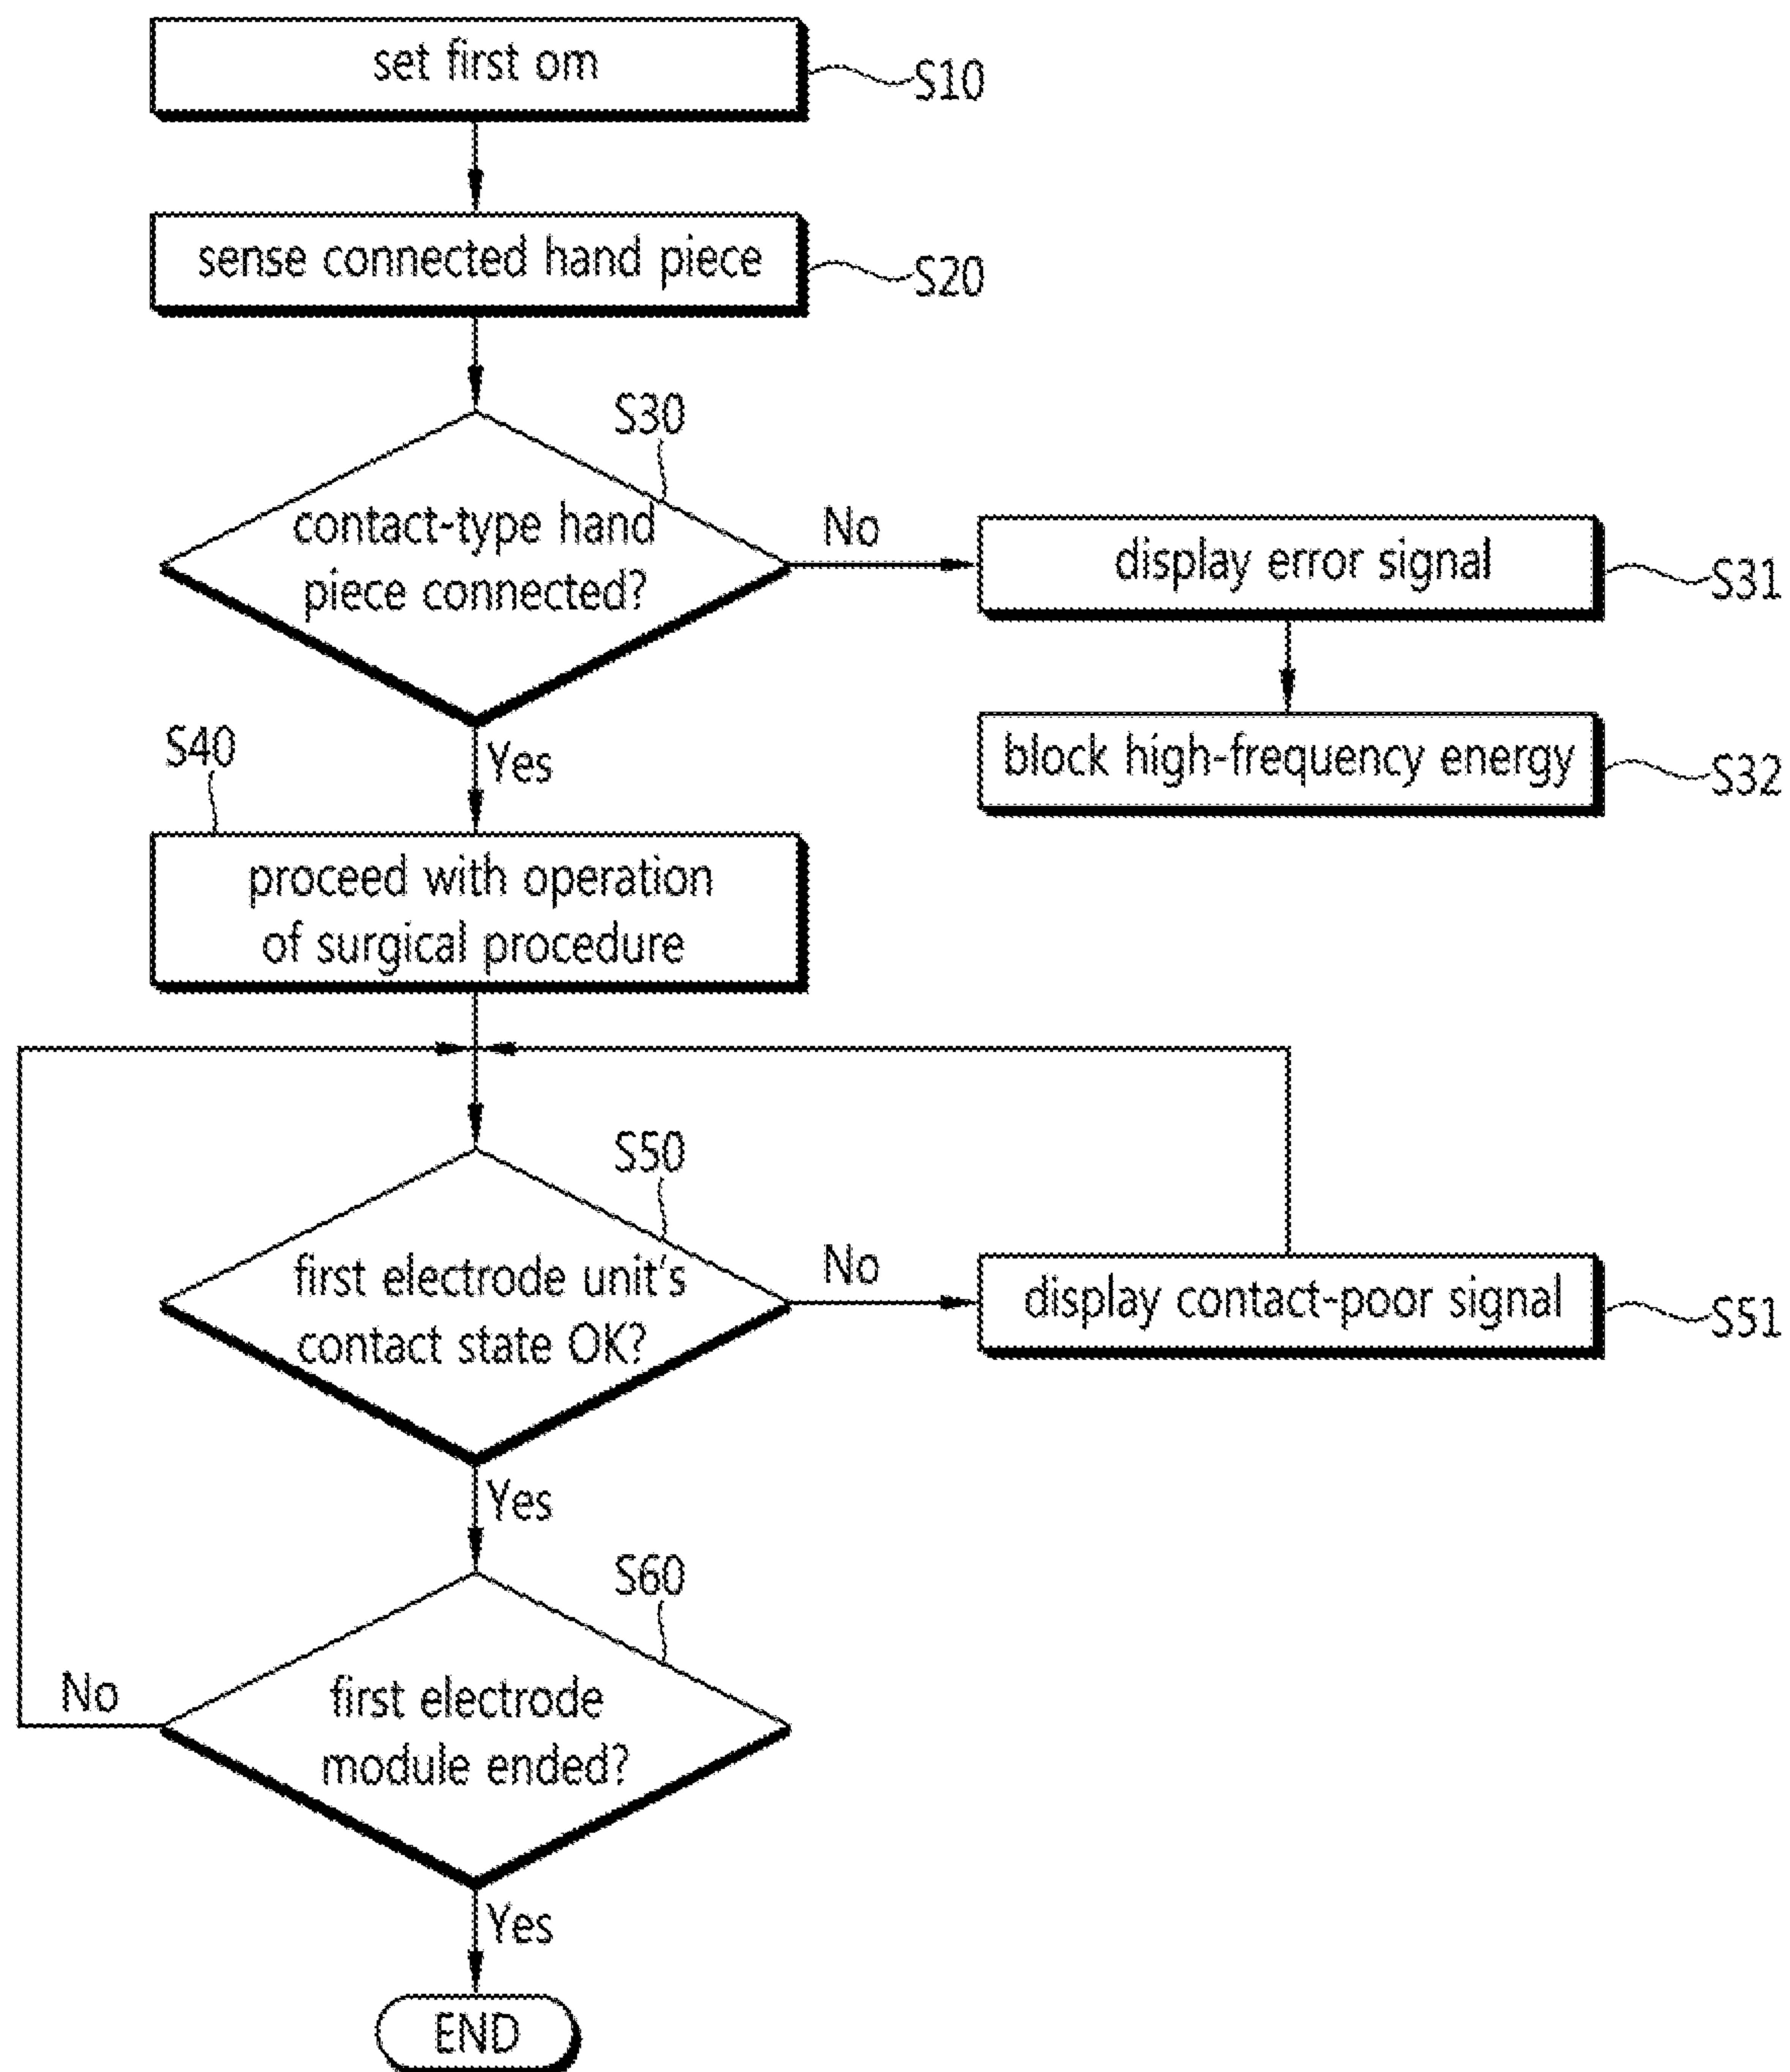 set first om
S10
sense connected hand piece
S20
S30
contact-type hand
piece connected?
No
display error signal
S31
block high-frequency energy
S32
Yes
S40
proceed with operation
of surgical procedure
S50
first electrode unit's
contact state OK?
No
display contact-poor signal
S51
Yes
S60
first electrode
module ended?
No
Yes
END